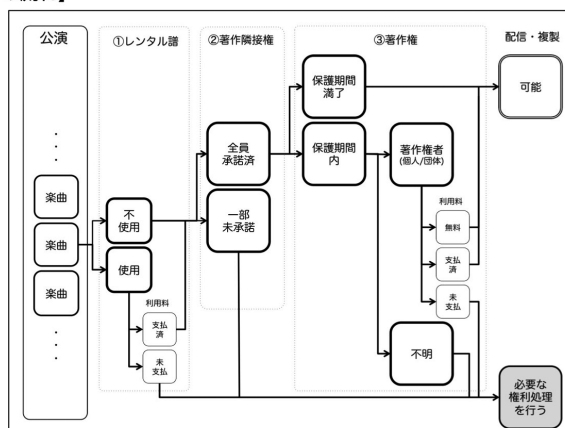 公演
①レンタル譜
②著作隣接権
③著作権
配信・複製
・
・
・
楽曲
楽曲
楽曲
・
・
・
不
使用
使用
利用料
支払
済
未
支払
全員
承諾済
一部
未承諾
保護期間
満了
保護期間
内
著作権者
(個人/団体)
利用料
無料
支払
済
未
支払
不明
可能
必要な
権利処理
を行う